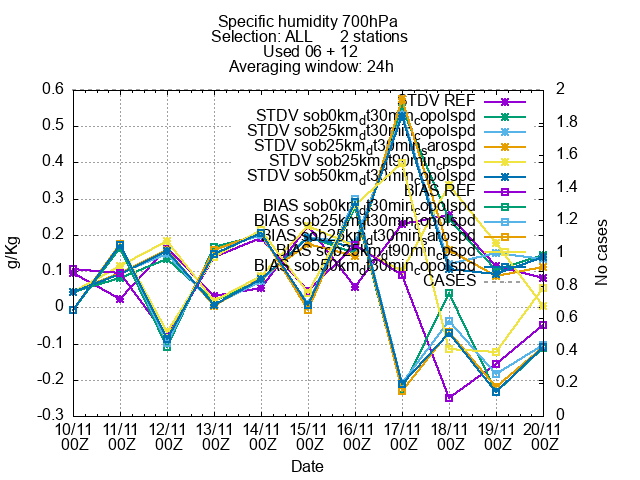 Specific humidity 700hPa
Selection: ALL 2 stations
Used 06 + 12
Averaging window: 24h
0.6
0.5
0.4
0.3
0.2
0.1
0
-0.1
-0.2
-0.3
g/Kg
2
1.8
1.6
1.4
1.2
1
0.8
0.6
0.4
0.2
0
No cases
STDV REF
STDV sob0km_dt30min_copolspd
STDV sob25km_dt30min_copolspd
STDV sob25km_dt30min_sarospd
STDV sob25km_dt90min_cpspd
STDV sob50km_dt30min_copolspd
BIAS REF
BIAS sob0km_dt30min_copolspd
BIAS sob25km_dt30min_copolspd
BIAS sob25km_dt30min_arospd
BIAS sob25km_dt90min_cpspd
BIAS sob50km_dt30min_copolspd
CASES
10/11 11/11 12/11 13/11 14/11 15/11 16/11 17/11 18/11 19/11 20/11
00Z 00Z 00Z 00Z 00Z 00Z 00Z 00Z 00Z 00Z 00Z
Date